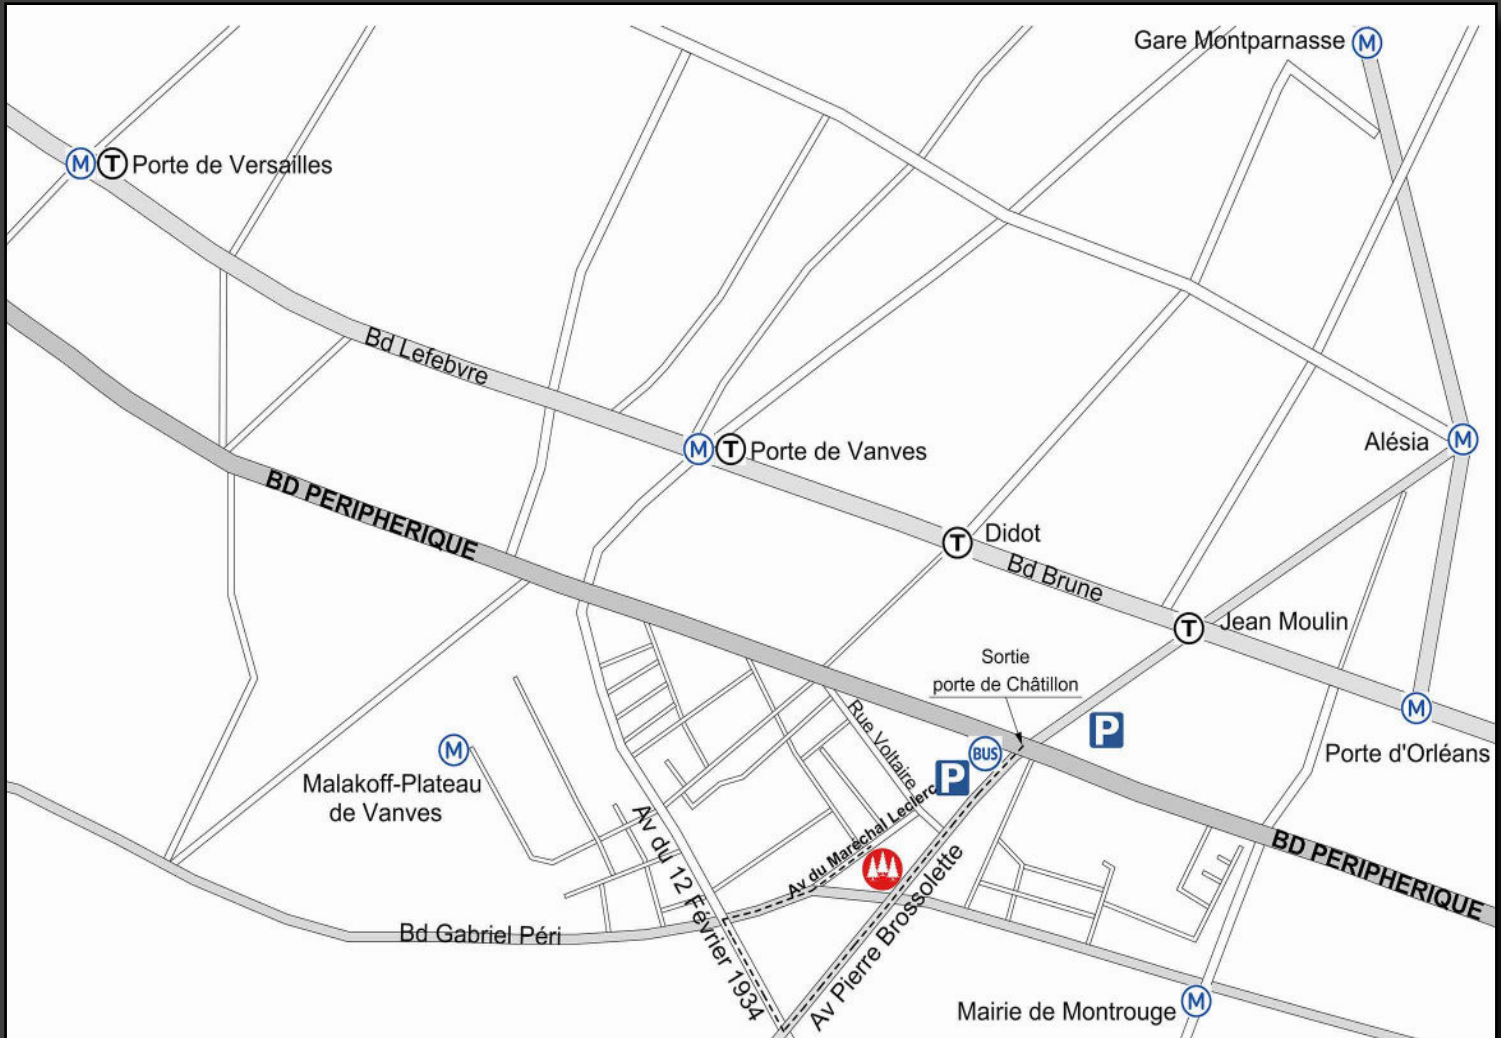 Gare Montparnasse M
M T Porte de Versailles
Bd Lefebvre
Alésia M
M T Porte de Vanves
BD PERIPHERIQUE
T Didot
Bd Brune
T Jean Moulin
Sortie
porte de Châtillon
M
Porte d'Orléans
P
BUS
P
Rue Voltaire
M
Malakoff-Plateau
de Vanves
Av du Maréchal Leclerc
Av du 12 Février 1934
Av Pierre Brossolette
BD PERIPHERIQUE
Bd Gabriel Péri
Mairie de Montrouge M